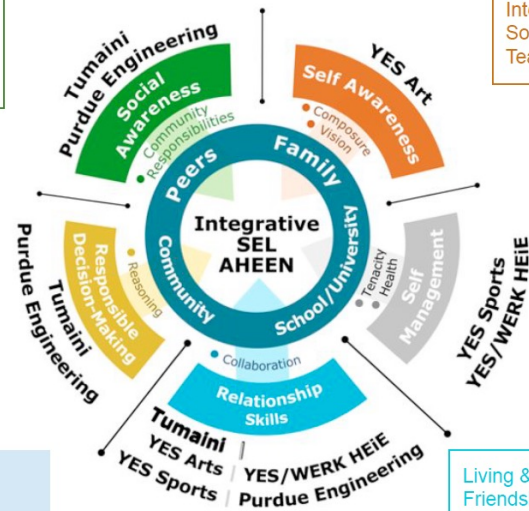 Int
So
Tea
Tumaini
Purdue Engineering
Social
Awareness
Community
Responsibilities
YES Art
Self Awareness
Composure
Vision
Peers
Family
School/University
Community
Integrative
SEL
AHEEN
Tenacity
Health
Self
Management
YES Sports
YES/WERK HEiE
Responsible
Decision-Making
Reasoning
Tumaini
Purdue Engineering
Collaboration
Relationship
Skills
Tumaini
YES Arts
YES Sports
YES/WERK HEiE
Purdue Engineering
Living &
Friends